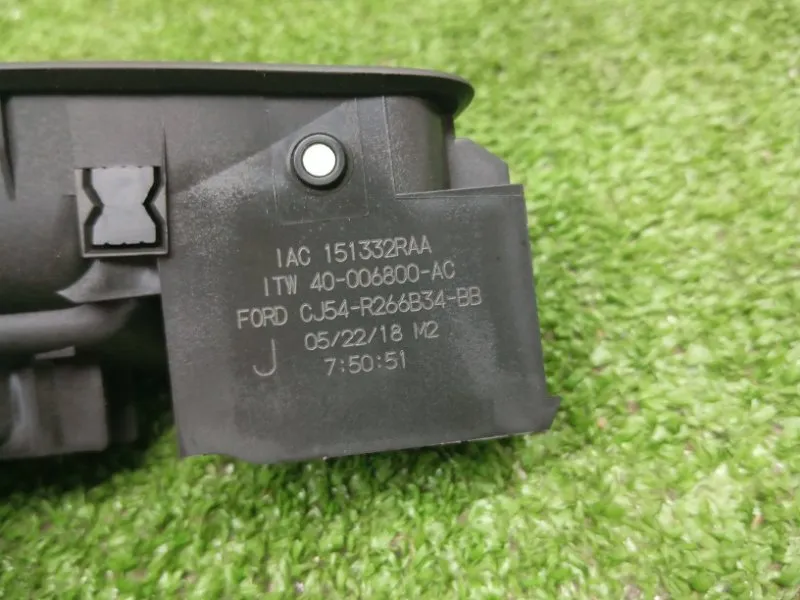 IAC 151332RAA
ITW 40-006800-AC
FORD CJ54-R266B34-BB
05/22/18 M2
J
7:50:51